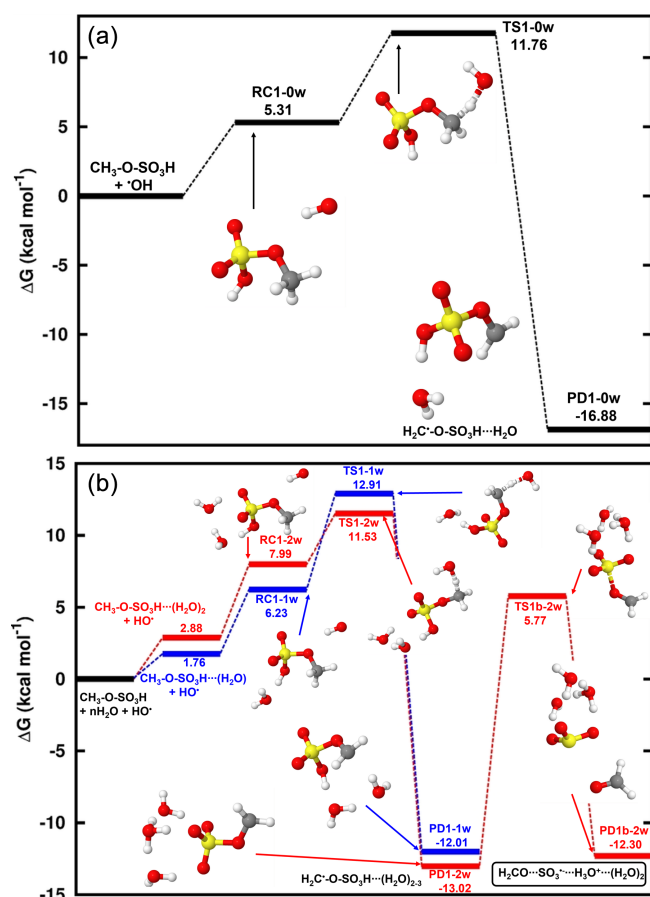 (a)
10
5
0
-5
-10
-15
ΔG (kcal mol⁻¹)
TS1-0w
11.76
RC1-0w
5.31
CH₃-O-SO₃H
+ •OH
PD1-0w
-16.88
H₂C•-O-SO₃H···H₂O
(b)
15
10
5
0
-5
-10
-15
ΔG (kcal mol⁻¹)
TS1-1w
12.91
TS1-2w
11.53
RC1-2w
7.99
RC1-1w
6.23
CH₃-O-SO₃H···(H₂O)₂
+ HO•
2.88
1.76
CH₃-O-SO₃H···(H₂O)
+ HO•
CH₃-O-SO₃H
+ nH₂O + HO•
TS1b-2w
5.77
PD1-1w
-12.01
PD1-2w
-13.02
H₂C•-O-SO₃H···(H₂O)₂₋₃
PD1b-2w
-12.30
H₂CO···SO₃•⁻···H₃O⁺···(H₂O)₂